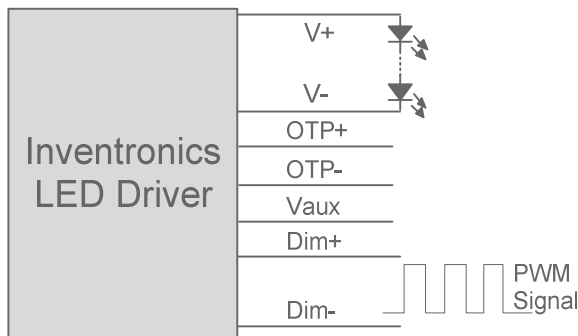 V+
V-
OTP+
OTP-
Vaux
Dim+
Dim-
Inventronics
LED Driver
PWM
Signal